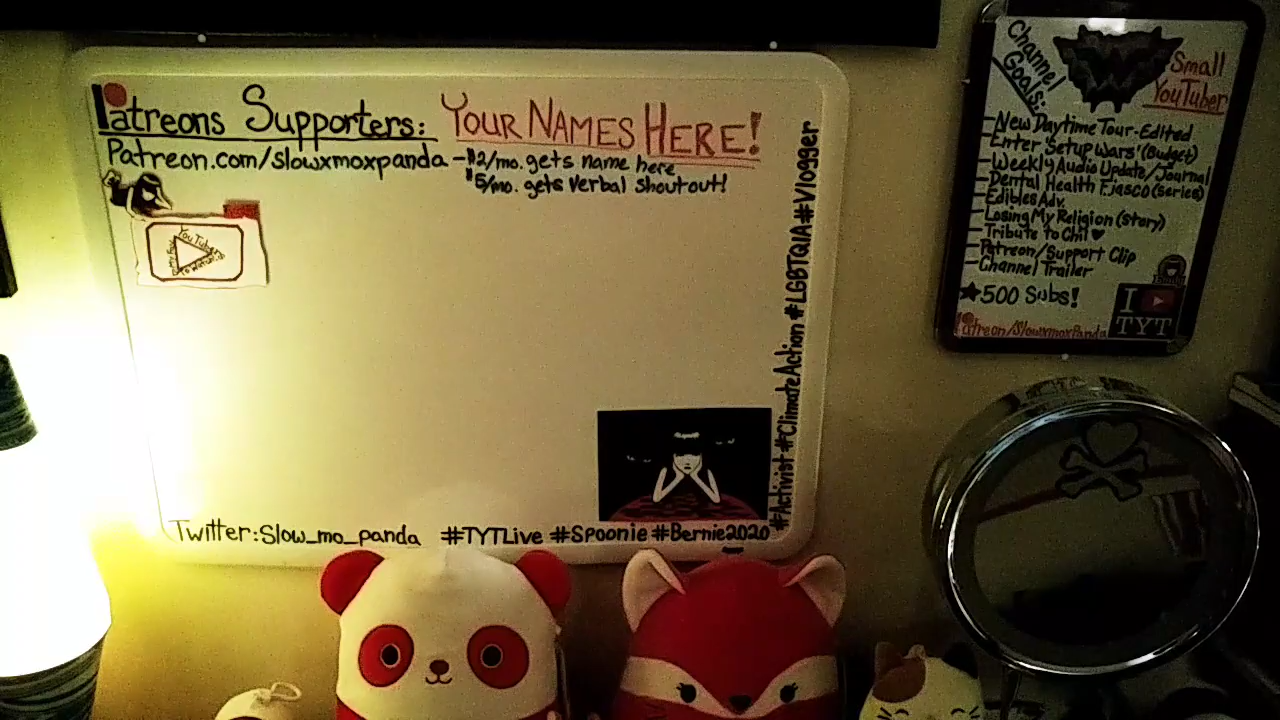 Patreons Supporters: YOUR NAMES HERE!
Patreon.com/slowxmoxpanda - $2/mo. gets name here
$5/mo. gets verbal shoutout!
YouTube
#Activist #ClimateAction #LGBTQIA #Vlogger
Twitter: Slow_mo_panda #TYTLive #Spoonie #Bernie2020
Channel Goals:
Small YouTuber
- New Daytime Tour-Edited
- Enter 'Setup Wars' (Budget)
- Weekly Audio Update/Journal
- Dental Health Fiasco (series)
- Edibles Adv.
- Losing My Religion (story)
- Tribute to Chil ♥
- Patreon/Support Clip
- Channel Trailer
★ 500 Subs!
I
TYT
Patreon/Slowxmoxpanda